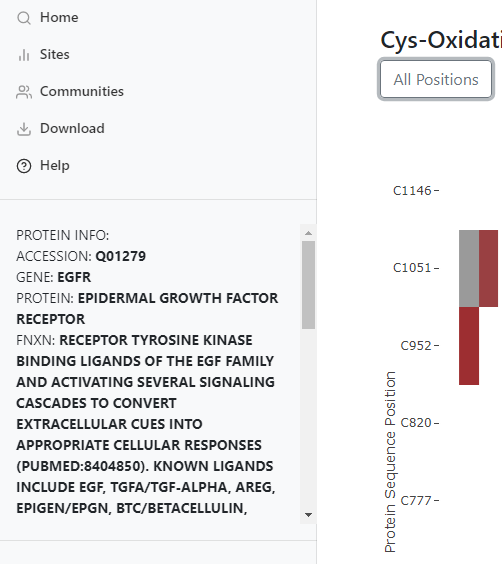 Home
Sites
Communities
Download
Help
PROTEIN INFO:
ACCESSION: Q01279
GENE: EGFR
PROTEIN: EPIDERMAL GROWTH FACTOR
RECEPTOR
FNXN: RECEPTOR TYROSINE KINASE
BINDING LIGANDS OF THE EGF FAMILY
AND ACTIVATING SEVERAL SIGNALING
CASCADES TO CONVERT
EXTRACELLULAR CUES INTO
APPROPRIATE CELLULAR RESPONSES
(PUBMED:8404850). KNOWN LIGANDS
INCLUDE EGF, TGFA/TGF-ALPHA, AREG,
EPIGEN/EPGN, BTC/BETACELLULIN,
Cys-Oxidati
All Positions
Protein Sequence Position
C1146
C1051
C952
C820
C777